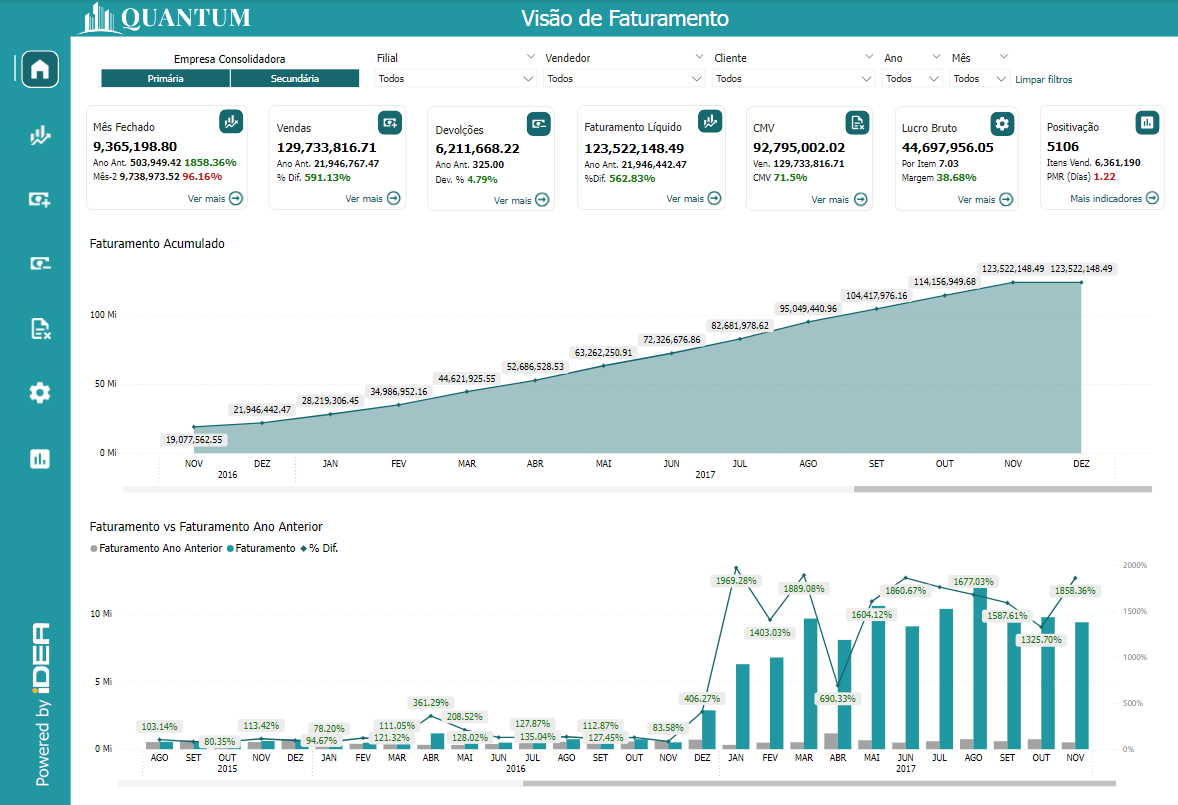 QUANTUM
Visão de Faturamento
Empresa Consolidadora
Primária
Secundária
Filial
Todos
Vendedor
Todos
Cliente
Todos
Ano
Todos
Mês
Todos
Limpar filtros
Mês Fechado
9,365,198.80
Ano Ant. 503,949.42 1858.36%
Mês-2 9,738,973.52 96.16%
Ver mais
Vendas
129,733,816.71
Ano Ant. 21,946,767.47
% Dif. 591.13%
Ver mais
Devolções
6,211,668.22
Ano Ant. 325.00
Dev. % 4.79%
Ver mais
Faturamento Líquido
123,522,148.49
Ano Ant. 21,946,442.47
%Dif. 562.83%
Ver mais
CMV
92,795,002.02
Ven. 129,733,816.71
CMV 71.5%
Ver mais
Lucro Bruto
44,697,956.05
Por Item 7.03
Margem 38.68%
Ver mais
Positivação
5106
Itens Vend. 6,361,190
PMR (Dias) 1.22
Mais indicadores
Faturamento Acumulado
100 Mi
50 Mi
0 Mi
19,077,562.55
21,946,442.47
28,219,306.45
34,986,952.16
44,621,925.55
52,686,528.53
63,262,250.91
72,326,676.86
82,681,978.62
95,049,440.96
104,417,976.16
114,156,949.68
123,522,148.49
123,522,148.49
NOV DEZ JAN FEV MAR ABR MAI JUN JUL AGO SET OUT NOV DEZ
2016 2017
Faturamento vs Faturamento Ano Anterior
Faturamento Ano Anterior Faturamento % Dif.
10 Mi
5 Mi
0 Mi
2000%
1500%
1000%
500%
0%
103.14%
80.35%
113.42%
94.67%
78.20%
121.32%
111.05%
361.29%
208.52%
128.02%
127.87%
135.04%
112.87%
127.45%
83.58%
406.27%
1969.28%
1403.03%
1889.08%
690.33%
1604.12%
1860.67%
1677.03%
1587.61%
1325.70%
1858.36%
AGO SET OUT NOV DEZ JAN FEV MAR ABR MAI JUN JUL AGO SET OUT NOV DEZ JAN FEV MAR ABR MAI JUN JUL AGO SET OUT NOV
2015 2016 2017
Powered by iDEA